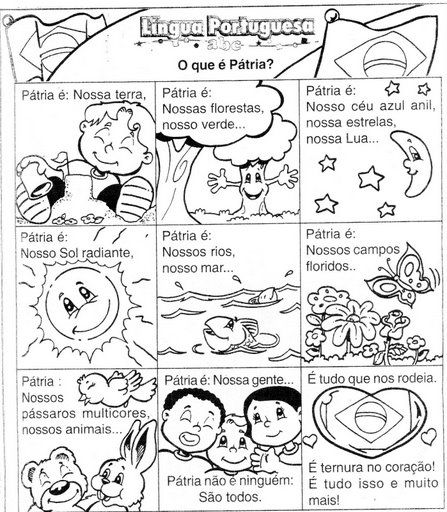 Língua Portuguesa
abc
O que é Pátria?
Pátria é: Nossa terra,
Pátria é:
Nossas florestas,
nosso verde...
Pátria é:
Nosso céu azul anil,
nossa estrelas,
nossa Lua...
Pátria é:
Nosso Sol radiante,
Pátria é:
Nossos rios,
nosso mar...
Pátria é:
Nossos campos
floridos..
Pátria :
Nossos
pássaros multicores,
nossos animais...
Pátria é: Nossa gente...
Pátria não é ninguém:
São todos.
É tudo que nos rodeia.
É ternura no coração!
É tudo isso e muito
mais!